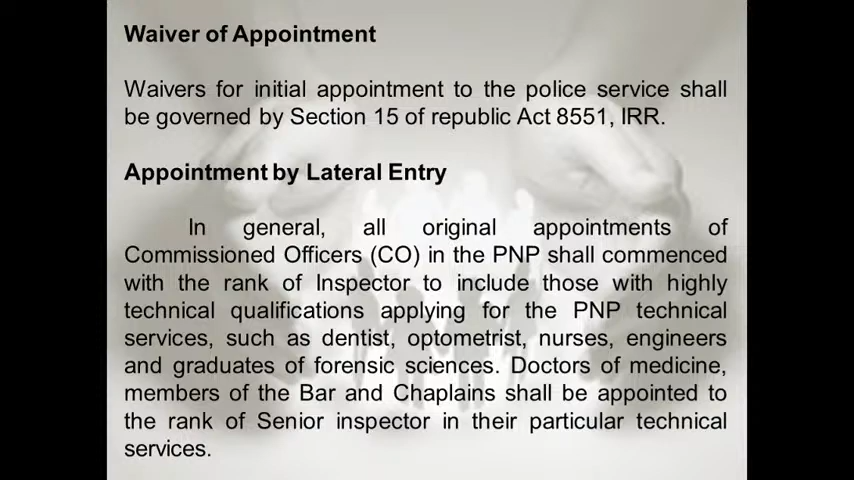 Waiver of Appointment
Waivers for initial appointment to the police service shall
be governed by Section 15 of republic Act 8551, IRR.
Appointment by Lateral Entry
In general, all original appointments of
Commissioned Officers (CO) in the PNP shall commenced
with the rank of Inspector to include those with highly
technical qualifications applying for the PNP technical
services, such as dentist, optometrist, nurses, engineers
and graduates of forensic sciences. Doctors of medicine,
members of the Bar and Chaplains shall be appointed to
the rank of Senior inspector in their particular technical
services.